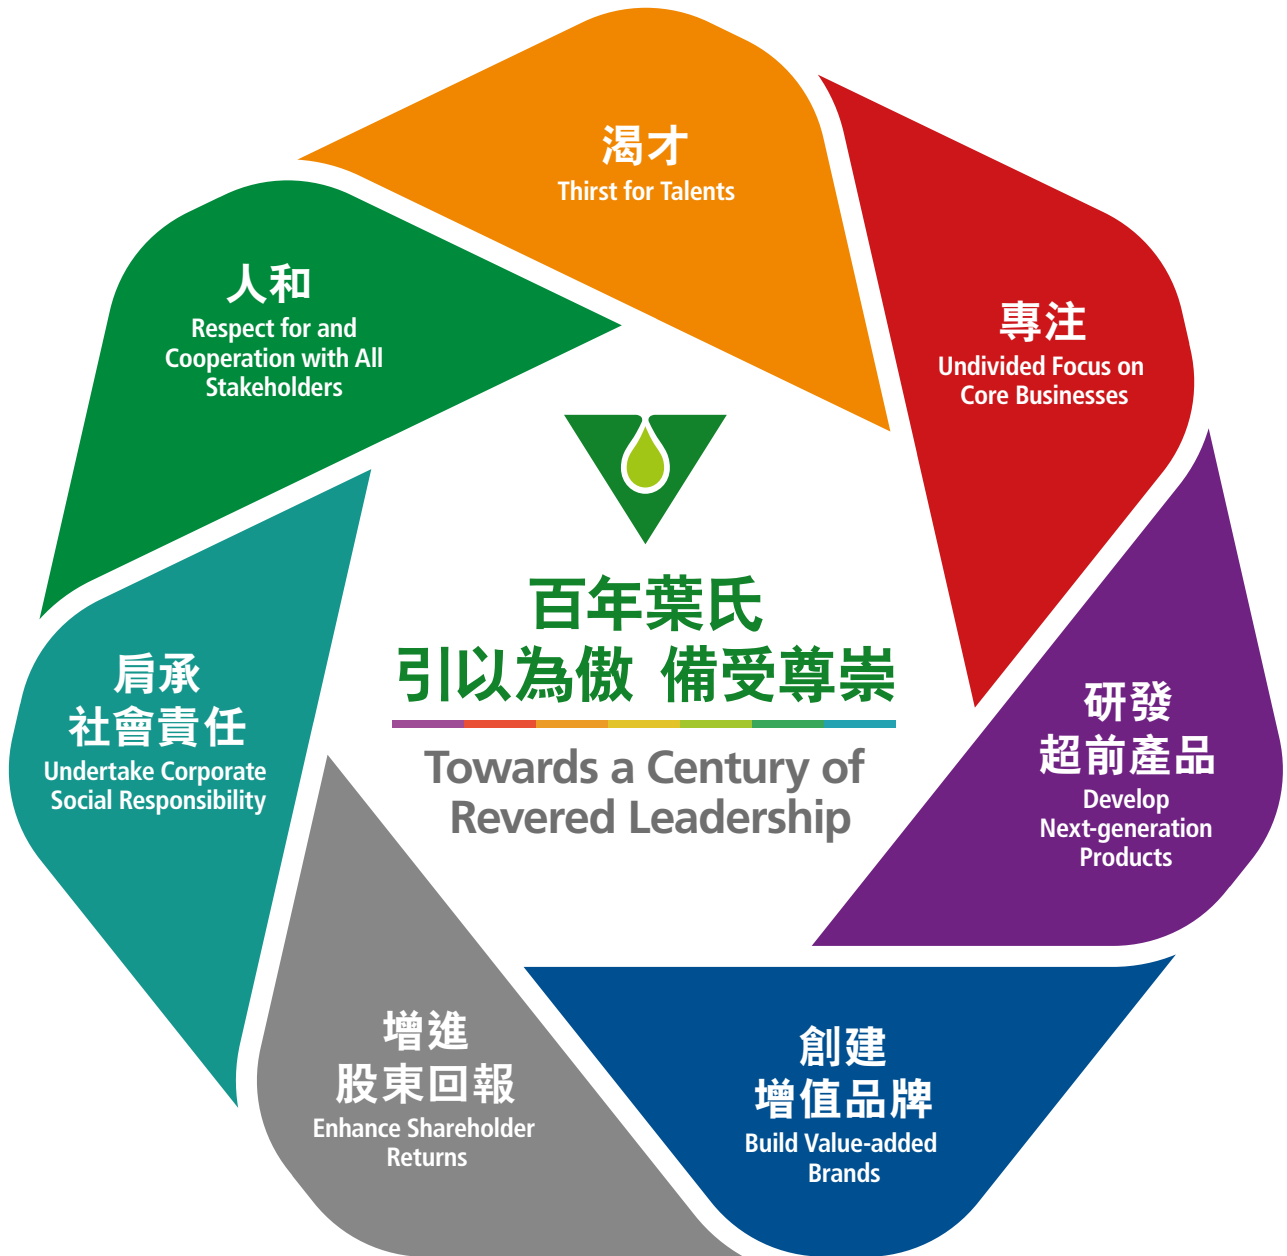 渴才
Thirst for Talents
專注
Undivided Focus on
Core Businesses
研發
超前產品
Develop
Next-generation
Products
創建
增值品牌
Build Value-added
Brands
增進
股東回報
Enhance Shareholder
Returns
肩承
社會責任
Undertake Corporate
Social Responsibility
人和
Respect for and
Cooperation with All
Stakeholders
百年葉氏
引以為傲 備受尊崇
Towards a Century of
Revered Leadership